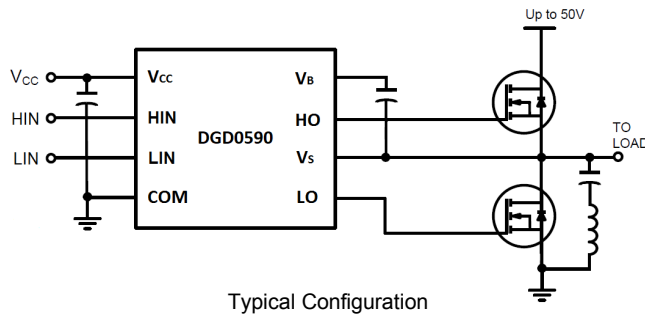 Up to 50V
VCC
HIN
LIN
VCC
HIN
LIN
COM
DGD0590
VB
HO
VS
LO
TO
LOAD
Typical Configuration